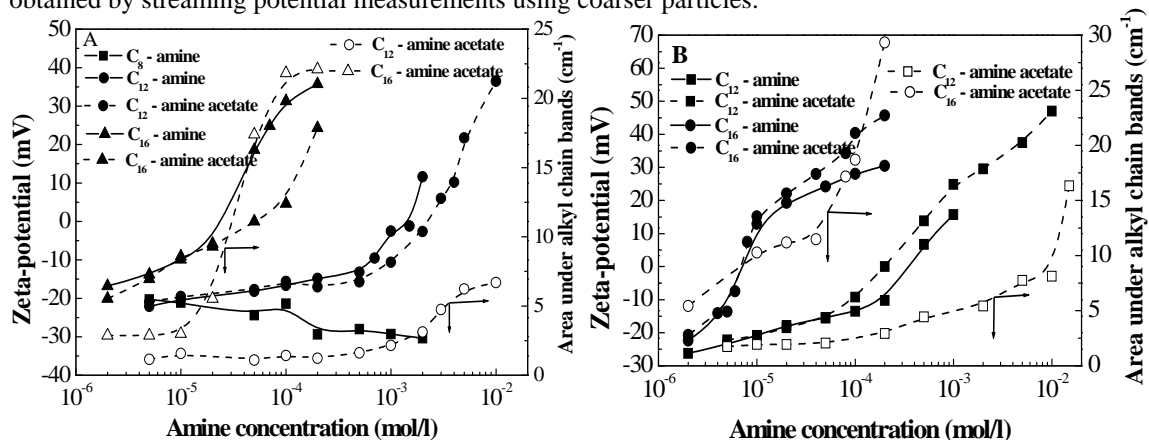 obtained by streaming potential measurements using coarser particles.
A
C8 - amine
C12 - amine
C12 - amine acetate
C16 - amine
C16 - amine acetate
C12 - amine acetate
C16 - amine acetate
50
40
30
20
10
0
-10
-20
-30
-40
Zeta-potential (mV)
25
20
15
10
5
0
Area under alkyl chain bands (cm-1)
10-6
10-5
10-4
10-3
10-2
Amine concentration (mol/l)
B
C12 - amine
C12 - amine acetate
C16 - amine
C16 - amine acetate
C12 - amine acetate
C16 - amine acetate
70
60
50
40
30
20
10
0
-10
-20
-30
Zeta-potential (mV)
30
25
20
15
10
5
0
Area under alkyl chain bands (cm-1)
10-6
10-5
10-4
10-3
10-2
Amine concentration (mol/l)